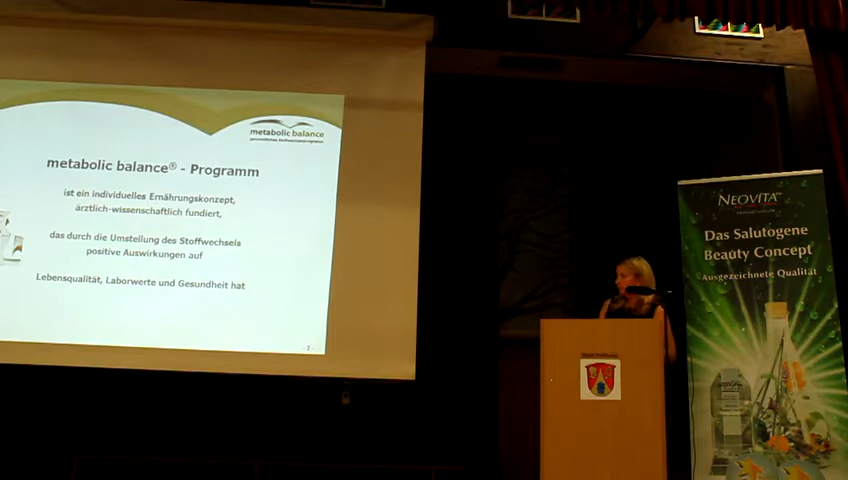 metabolic balance
metabolic balance® - Programm
ist ein individuelles Ernährungskonzept,
ärztlich-wissenschaftlich fundiert,
das durch die Umstellung des Stoffwechsels
positive Auswirkungen auf
Lebensqualität, Laborwerte und Gesundheit hat
- 2 -
NEOVITA
Das Salutogene
Beauty Concept
Ausgezeichnete Qualität